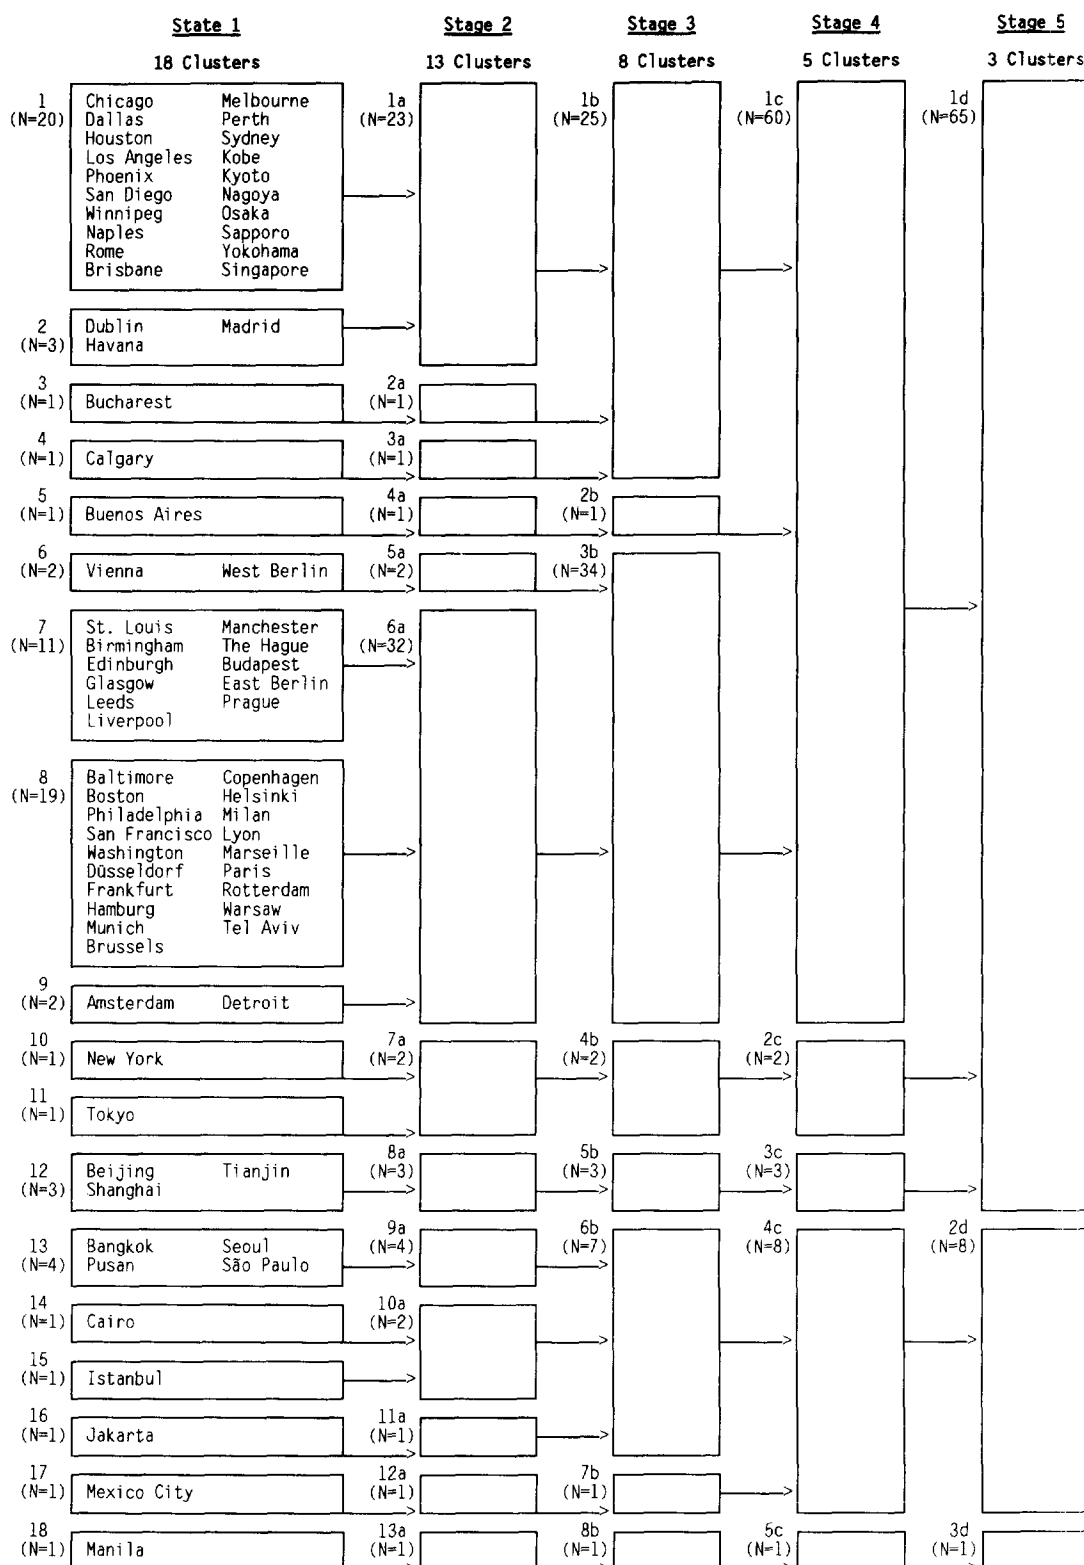 State 1 Stage 2 Stage 3 Stage 4 Stage 5
18 Clusters 13 Clusters 8 Clusters 5 Clusters 3 Clusters
1 Chicago Melbourne 1a 1b 1c 1d
(N=20) Dallas Perth (N=23) (N=25) (N=60) (N=65)
Houston Sydney
Los Angeles Kobe
Phoenix Kyoto
San Diego Nagoya
Winnipeg Osaka
Naples Sapporo
Rome Yokohama
Brisbane Singapore
2 Dublin Madrid
(N=3) Havana
3 2a
(N=1) Bucharest (N=1)
4 3a
(N=1) Calgary (N=1)
5 4a 2b
(N=1) Buenos Aires (N=1) (N=1)
6 5a 3b
(N=2) Vienna West Berlin (N=2) (N=34)
7 St. Louis Manchester 6a
(N=11) Birmingham The Hague (N=32)
Edinburgh Budapest
Glasgow East Berlin
Leeds Prague
Liverpool
8 Baltimore Copenhagen
(N=19) Boston Helsinki
Philadelphia Milan
San Francisco Lyon
Washington Marseille
Düsseldorf Paris
Frankfurt Rotterdam
Hamburg Warsaw
Munich Tel Aviv
Brussels
9
(N=2) Amsterdam Detroit
10 7a 4b 2c
(N=1) New York (N=2) (N=2) (N=2)
11
(N=1) Tokyo
12 Beijing Tianjin 8a 5b 3c
(N=3) Shanghai (N=3) (N=3) (N=3)
13 Bangkok Seoul 9a 6b 4c 2d
(N=4) Pusan São Paulo (N=4) (N=7) (N=8) (N=8)
14 10a
(N=1) Cairo (N=2)
15
(N=1) Istanbul
16 11a
(N=1) Jakarta (N=1)
17 12a 7b
(N=1) Mexico City (N=1) (N=1)
18 13a 8b 5c 3d
(N=1) Manila (N=1) (N=1) (N=1) (N=1)